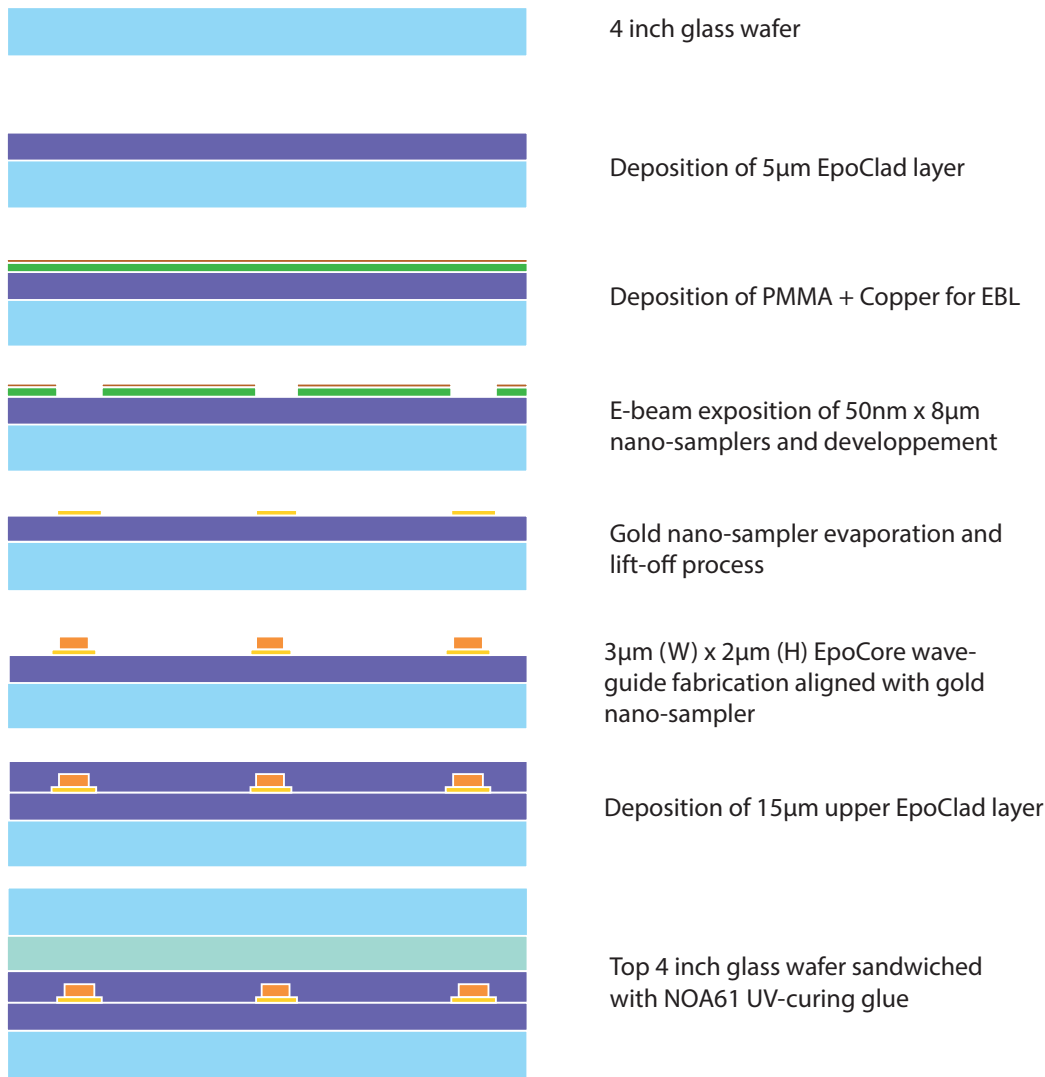 4 inch glass wafer
Deposition of 5µm EpoClad layer
Deposition of PMMA + Copper for EBL
E-beam exposition of 50nm x 8µm
nano-samplers and developpement
Gold nano-sampler evaporation and
lift-off process
3µm (W) x 2µm (H) EpoCore wave-
guide fabrication aligned with gold
nano-sampler
Deposition of 15µm upper EpoClad layer
Top 4 inch glass wafer sandwiched
with NOA61 UV-curing glue